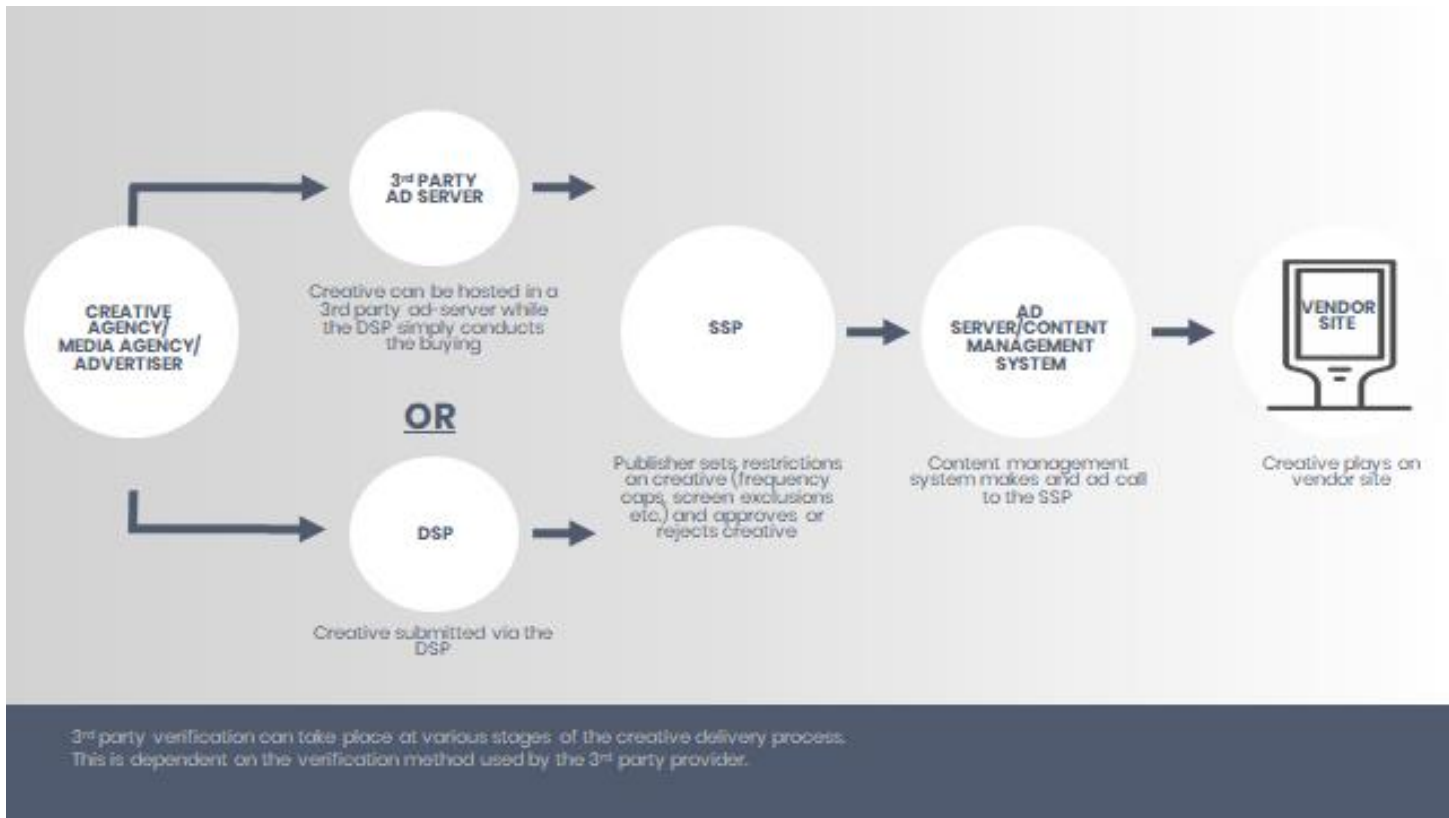 3rd PARTY
AD SERVER
CREATIVE
AGENCY/
MEDIA AGENCY/
ADVERTISER
Creative can be hosted in a
3rd party ad-server while
the DSP simply conducts
the buying
OR
DSP
Creative submitted via the
DSP
SSP
Publisher sets restrictions
on creative (frequency
caps, screen exclusions
etc.) and approves or
rejects creative
AD
SERVER/CONTENT
MANAGEMENT
SYSTEM
Content management
system makes and ad call
to the SSP
VENDOR
SITE
Creative plays on
vendor site
3rd party verification can take place at various stages of the creative delivery process.
This is dependent on the verification method used by the 3rd party provider.